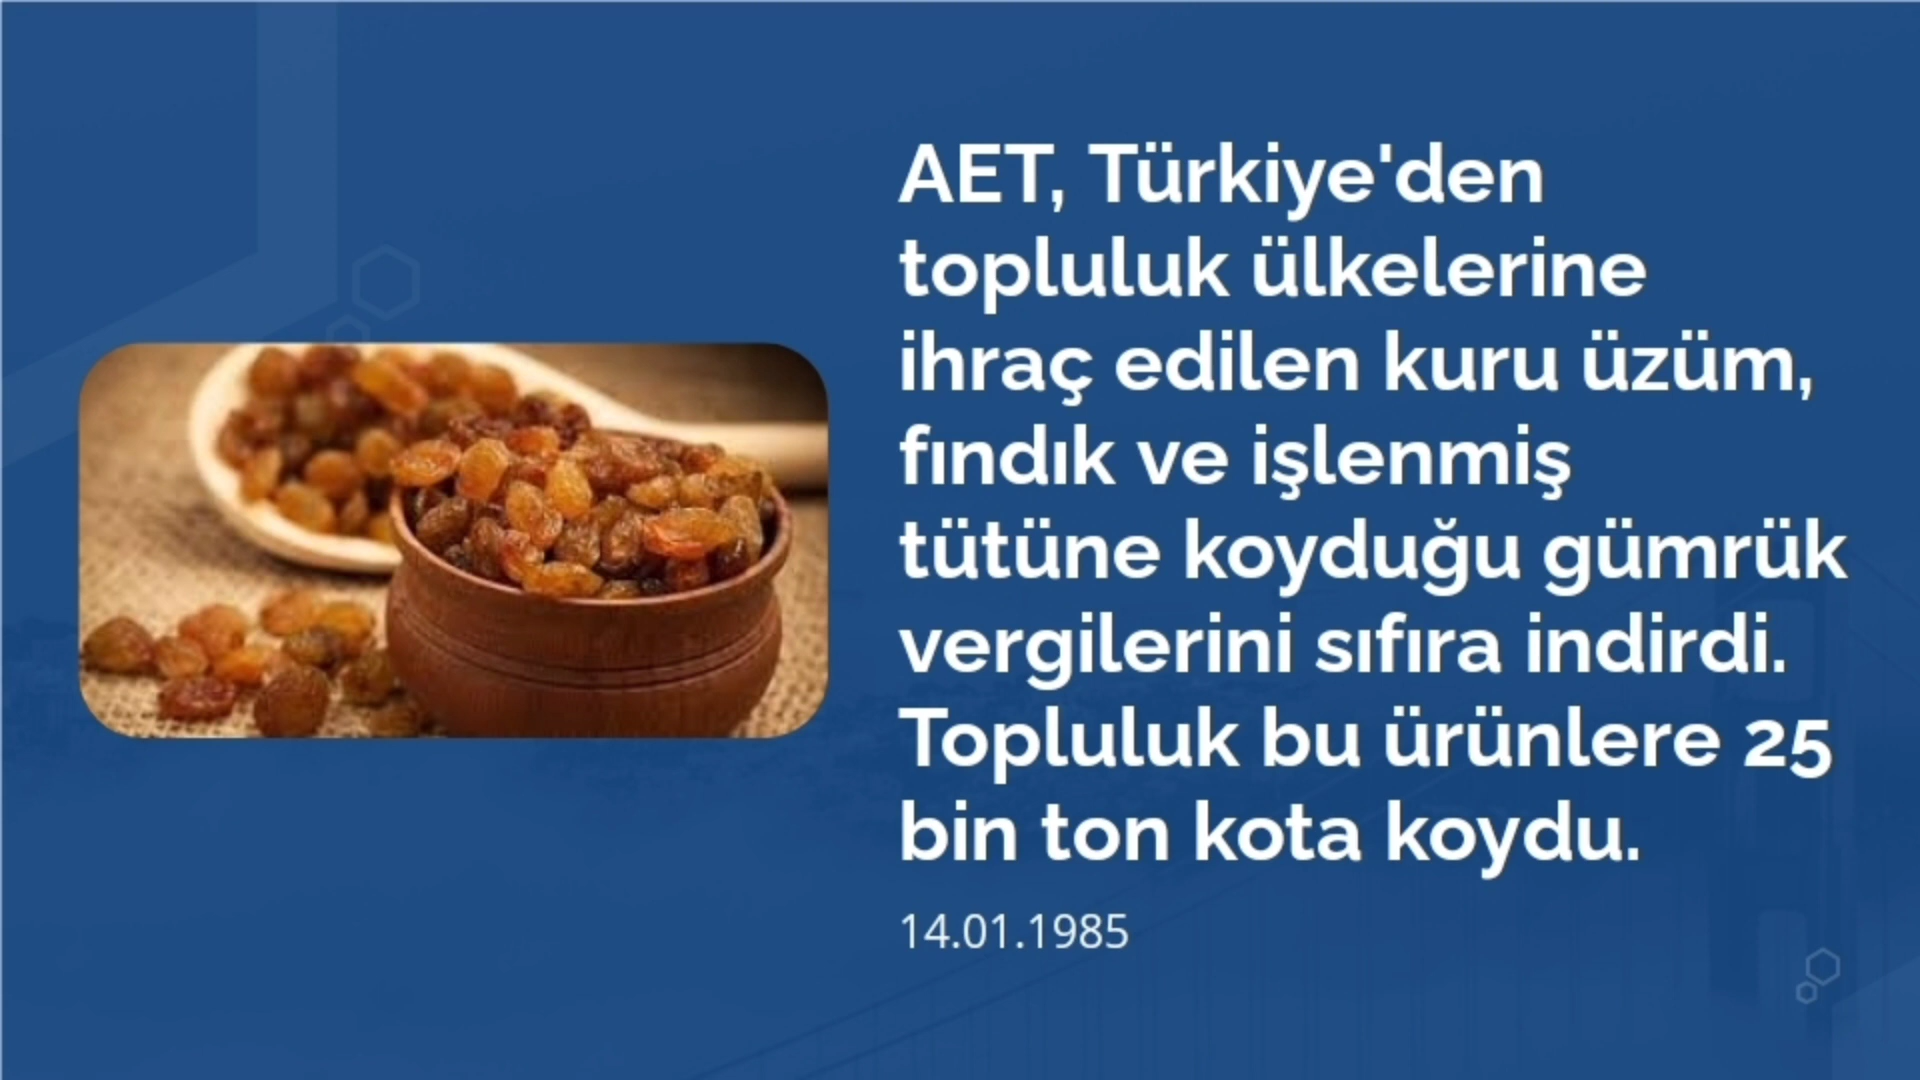 AET, Türkiye'den
topluluk ülkelerine
ihraç edilen kuru üzüm,
fındık ve işlenmiş
tütüne koyduğu gümrük
vergilerini sıfıra indirdi.
Topluluk bu ürünlere 25
bin ton kota koydu.
14.01.1985